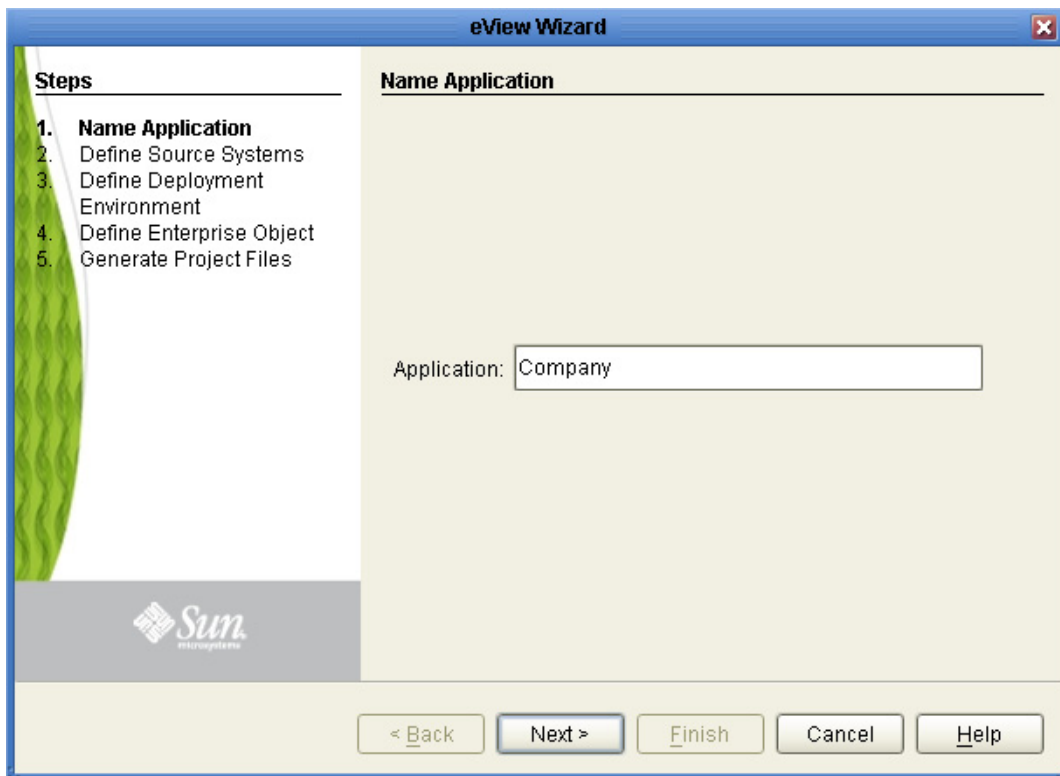 eView Wizard
Steps
1. Name Application
2. Define Source Systems
3. Define Deployment
Environment
4. Define Enterprise Object
5. Generate Project Files
Name Application
Application: Company
Sun
microsystems
< Back Next > Finish Cancel Help